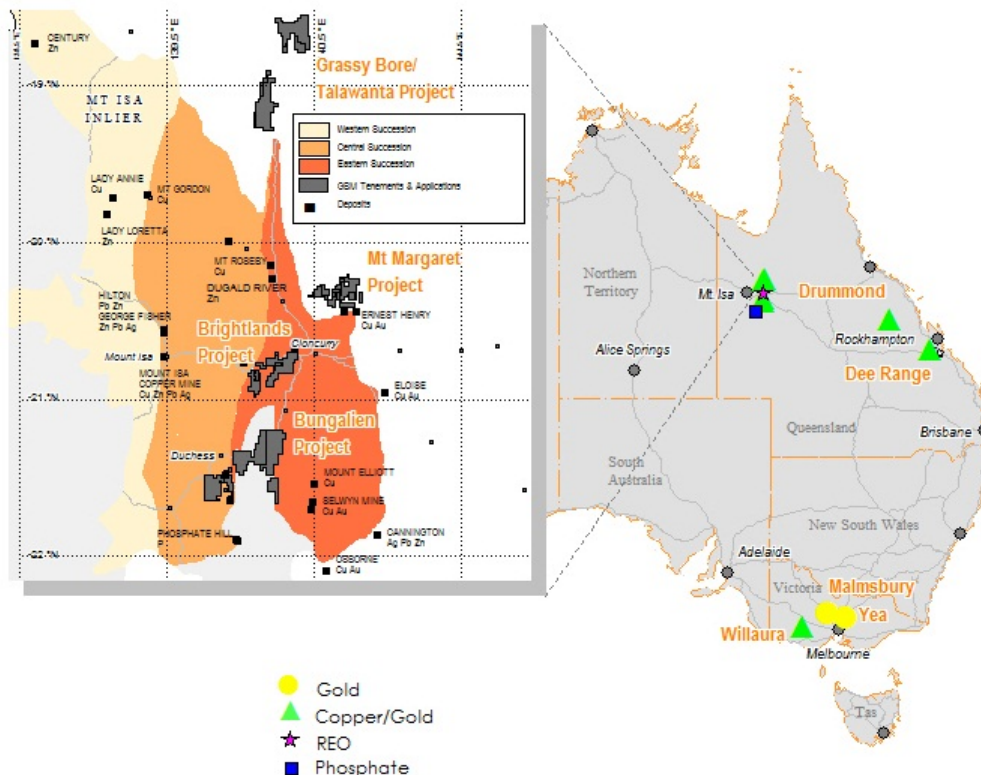 139.5°E
40.5°E
CENTURY
Zn
Grassy Bore/
Talawanta Project
MT ISA
INLIER
Western Succession
Central Succession
Eastern Succession
GBM Tenements & Applications
Deposits
LADY ANNIE
Cu
MT GORDON
Cu
LADY LORETTA
Zn
MT ROSEBY
Cu
DUGALD RIVER
Zn
Mt Margaret
Project
HILTON
Pb Zn
GEORGE FISHER
Zn Pb Ag
ERNEST HENRY
Cu Au
Brightlands
Project
Cloncurry
Mount Isa
MOUNT ISA
COPPER MINE
Cu Zn Pb Ag
ELOISE
Cu Au
Bungalien
Project
Duchess
MOUNT ELLIOTT
Cu
SELWYN MINE
Cu Au
PHOSPHATE HILL
P
CANNINGTON
Ag Pb Zn
OSBORNE
Cu Au
Northern
Territory
Mt. Isa
Drummond
Rockhampton
Alice Springs
Dee Range
Queensland
Brisbane
South
Australia
New South Wales
Adelaide
Victoria
Malmsbury
Yea
Willaura
Melbourne
Tas
Gold
Copper/Gold
REO
Phosphate